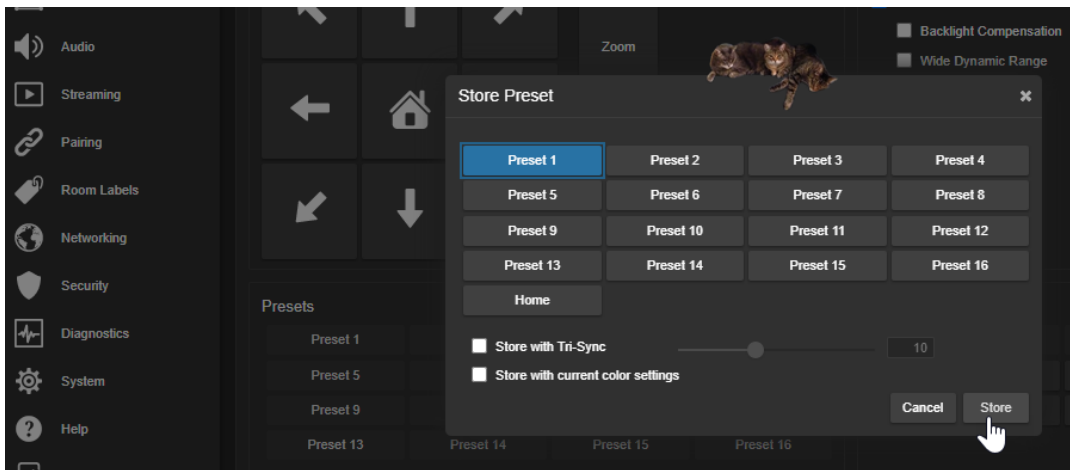 Audio
Streaming
Pairing
Room Labels
Networking
Security
Diagnostics
System
Help
Zoom
Backlight Compensation
Wide Dynamic Range
Store Preset
Preset 1 Preset 2 Preset 3 Preset 4
Preset 5 Preset 6 Preset 7 Preset 8
Preset 9 Preset 10 Preset 11 Preset 12
Preset 13 Preset 14 Preset 15 Preset 16
Home
Store with Tri-Sync 10
Store with current color settings
Cancel Store
Presets
Preset 1
Preset 5
Preset 9
Preset 13 Preset 14 Preset 15 Preset 16